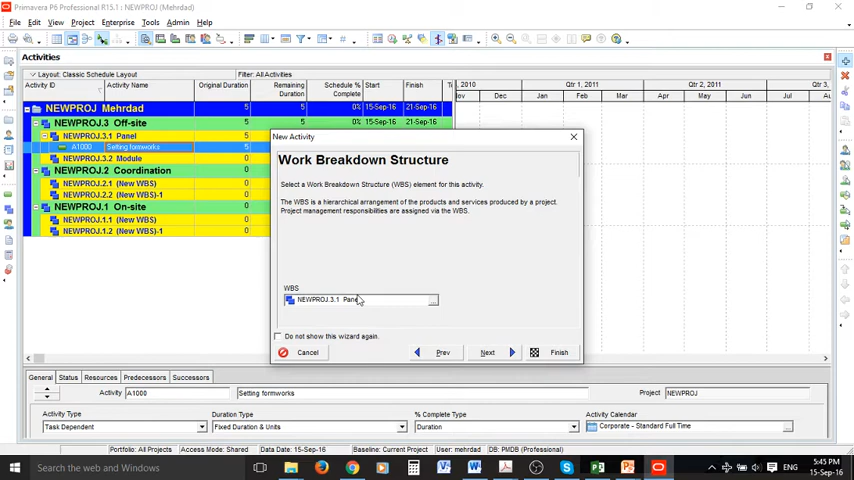 Primavera P6 Professional R15.1 : NEWPROJ (Mehrdad)
File Edit View Project Enterprise Tools Admin Help
Activities
Layout: Classic Schedule Layout Filter: All Activities
Activity ID Activity Name Original Duration Remaining Duration Schedule % Complete Start Finish
, 2010 Qtr 1, 2011 Qtr 2, 2011 Qtr 3,
Dec Jan Feb Mar Apr May Jun Jul Au
NEWPROJ Mehrdad 5 5 0% 15-Sep-16 21-Sep-16
NEWPROJ.3 Off-site 5 5 0% 15-Sep-16 21-Sep-16
NEWPROJ.3.1 Panel 5
A1000 Setting formworks 5
NEWPROJ.3.2 Module 0
NEWPROJ.2 Coordination 0
NEWPROJ.2.1 (New WBS) 0
NEWPROJ.2.2 (New WBS)-1 0
NEWPROJ.1 On-site 0
NEWPROJ.1.1 (New WBS) 0
NEWPROJ.1.2 (New WBS)-1 0
New Activity
Work Breakdown Structure
Select a Work Breakdown Structure (WBS) element for this activity.
The WBS is a hierarchical arrangement of the products and services produced by a project.
Project management responsibilities are assigned via the WBS.
WBS
NEWPROJ.3.1 Panel
Do not show this wizard again.
Cancel Prev Next Finish
General Status Resources Predecessors Successors
Activity A1000 Setting formworks Project NEWPROJ
Activity Type Duration Type % Complete Type Activity Calendar
Task Dependent Fixed Duration & Units Duration Corporate - Standard Full Time
Portfolio: All Projects Access Mode: Shared Data Date: 15-Sep-16 Baseline: Current Project User: mehrdad DB: PMDB (Professional)
Search the web and Windows
ENG
5:45 PM
15-Sep-16